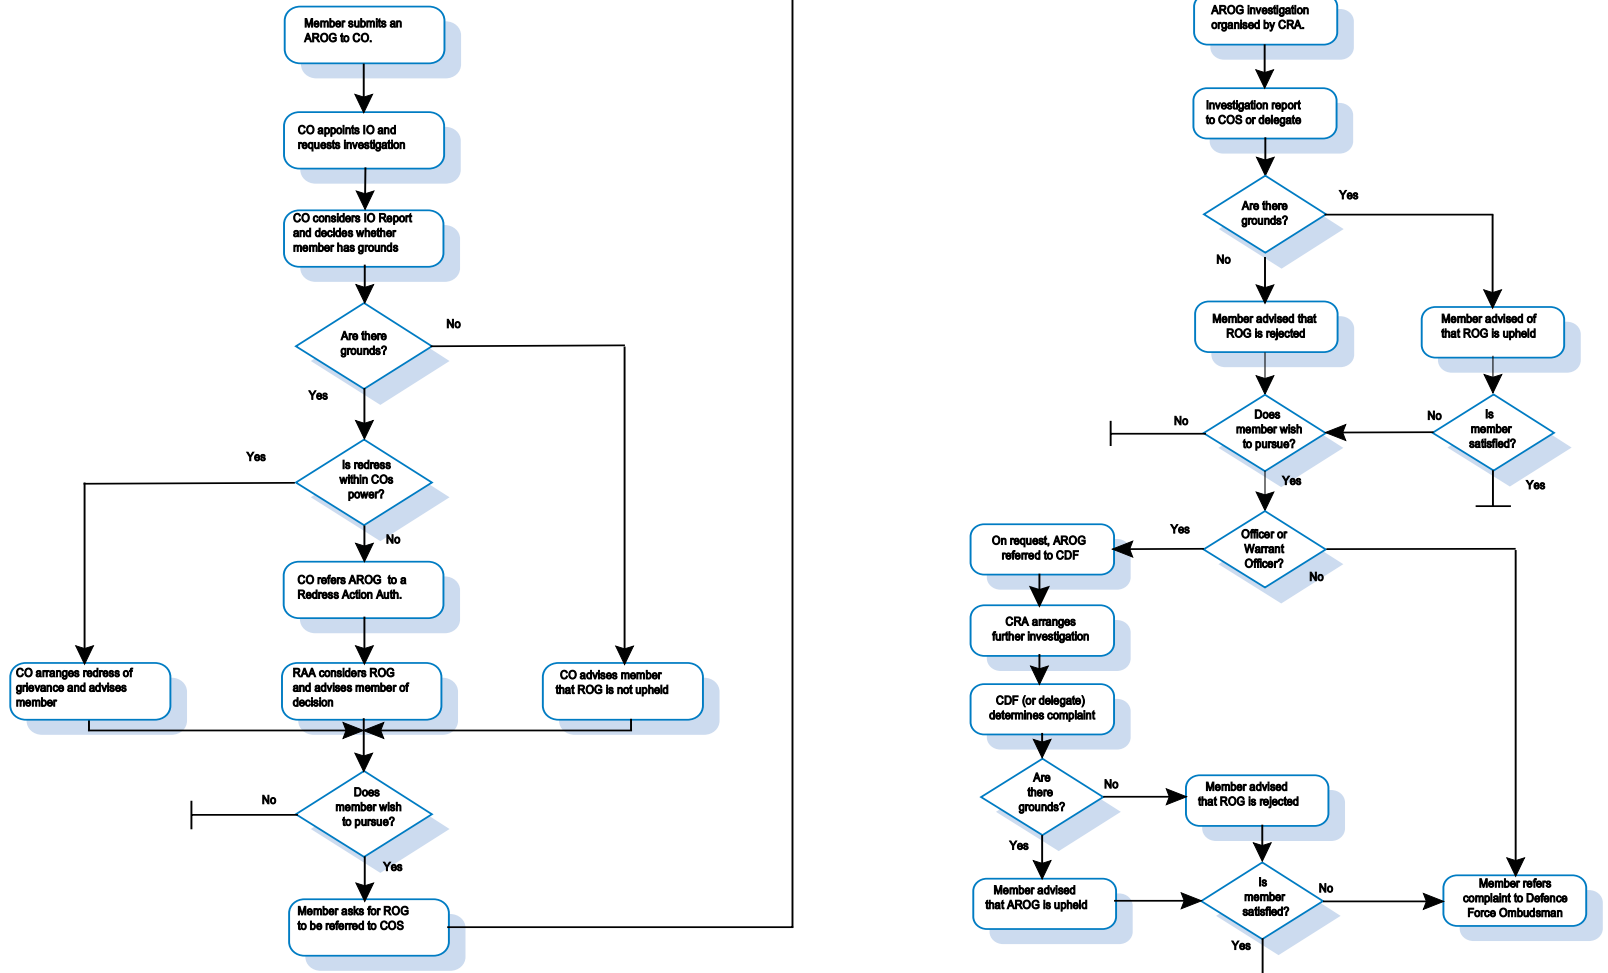 Member submits an
AROG to CO.
CO appoints IO and
requests investigation
CO considers IO Report
and decides whether
member has grounds
Are there
grounds?
No
Yes
Is redress
within COs
power?
Yes
No
CO refers AROG to a
Redress Action Auth.
CO arranges redress of
grievance and advises
member
RAA considers ROG
and advises member of
decision
CO advises member
that ROG is not upheld
Does
member wish
to pursue?
No
Yes
Member asks for ROG
to be referred to COS
AROG investigation
organised by CRA.
Investigation report
to COS or delegate
Are there
grounds?
Yes
No
Member advised that
ROG is rejected
Member advised of
that ROG is upheld
Does
member wish
to pursue?
No
Is
member
satisfied?
No
Yes
Yes
Officer or
Warrant
Officer?
Yes
No
On request, AROG
referred to CDF
CRA arranges
further investigation
CDF (or delegate)
determines complaint
Are
there
grounds?
No
Yes
Member advised
that ROG is rejected
Member advised
that AROG is upheld
Is
member
satisfied?
No
Yes
Member refers
complaint to Defence
Force Ombudsman